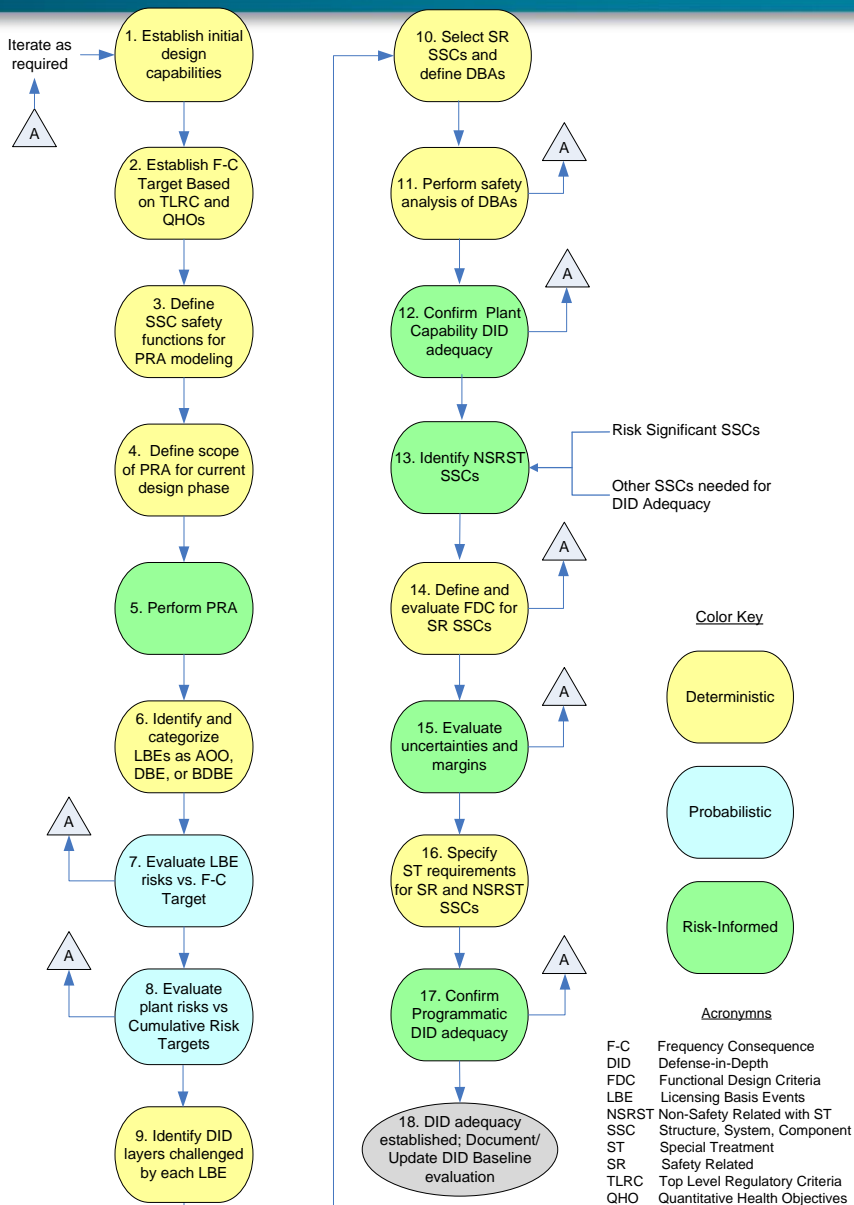 Iterate as
required
A
1. Establish initial
design
capabilities
2. Establish F-C
Target Based
on TLRC and
QHOs
3. Define
SSC safety
functions for
PRA modeling
4. Define scope
of PRA for current
design phase
5. Perform PRA
6. Identify and
categorize
LBEs as AOO,
DBE, or BDBE
A
7. Evaluate LBE
risks vs. F-C
Target
A
8. Evaluate
plant risks vs
Cumulative Risk
Targets
9. Identify DID
layers challenged
by each LBE
10. Select SR
SSCs and
define DBAs
A
11. Perform safety
analysis of DBAs
A
12. Confirm Plant
Capability DID
adequacy
13. Identify NSRST
SSCs
Risk Significant SSCs
Other SSCs needed for
DID Adequacy
A
14. Define and
evaluate FDC for
SR SSCs
A
15. Evaluate
uncertainties and
margins
16. Specify
ST requirements
for SR and NSRST
SSCs
A
17. Confirm
Programmatic
DID adequacy
18. DID adequacy
established; Document/
Update DID Baseline
evaluation
Color Key
Deterministic
Probabilistic
Risk-Informed
Acronymns
F-C Frequency Consequence
DID Defense-in-Depth
FDC Functional Design Criteria
LBE Licensing Basis Events
NSRST Non-Safety Related with ST
SSC Structure, System, Component
ST Special Treatment
SR Safety Related
TLRC Top Level Regulatory Criteria
QHO Quantitative Health Objectives